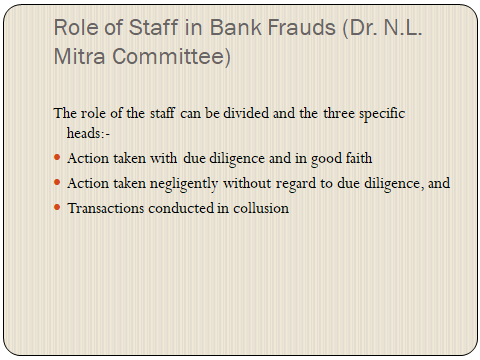 Role of Staff in Bank Frauds (Dr. N.L.
Mitra Committee)
The role of the staff can be divided and the three specific
heads:-
• Action taken with due diligence and in good faith
• Action taken negligently without regard to due diligence, and
• Transactions conducted in collusion